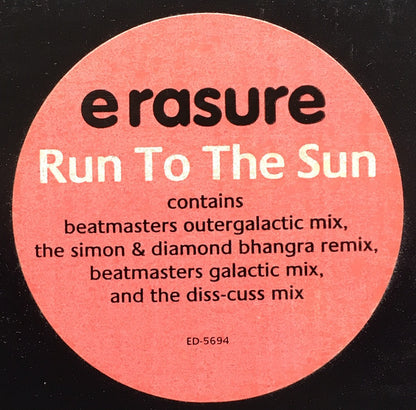 erasure
Run To The Sun
contains
beatmasters outergalactic mix,
the simon & diamond bhangra remix,
beatmasters galactic mix,
and the diss-cuss mix
ED-5694